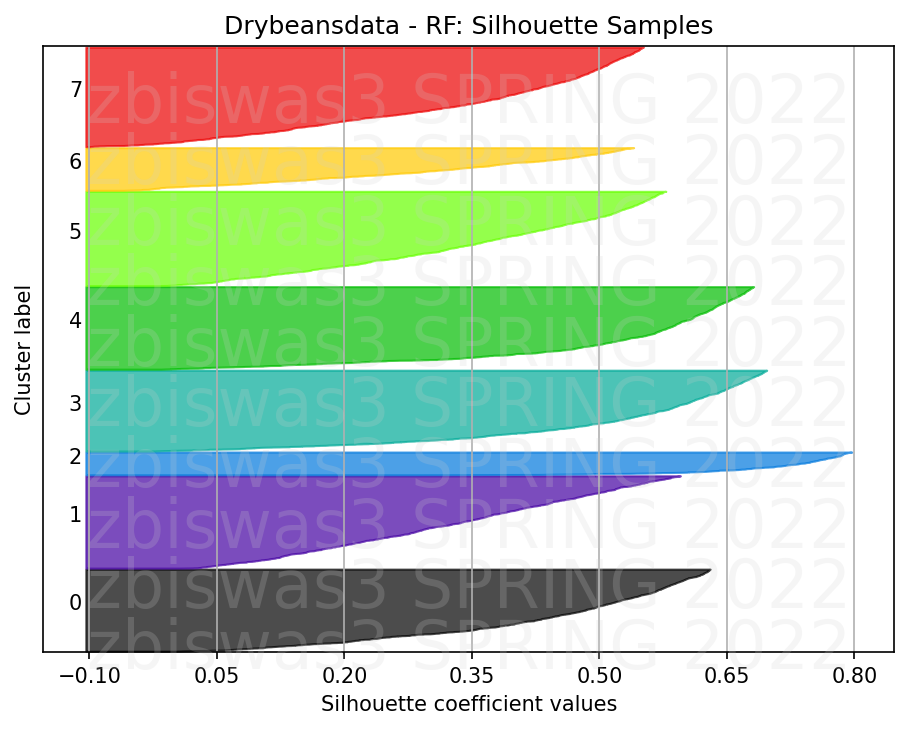 Drybeansdata - RF: Silhouette Samples
7
6
5
4
3
2
1
0
Cluster label
−0.10 0.05 0.20 0.35 0.50 0.65 0.80
Silhouette coefficient values
zbiswas3 SPRING 2022
zbiswas3 SPRING 2022
zbiswas3 SPRING 2022
zbiswas3 SPRING 2022
zbiswas3 SPRING 2022
zbiswas3 SPRING 2022
zbiswas3 SPRING 2022
zbiswas3 SPRING 2022
zbiswas3 SPRING 2022
zbiswas3 SPRING 2022